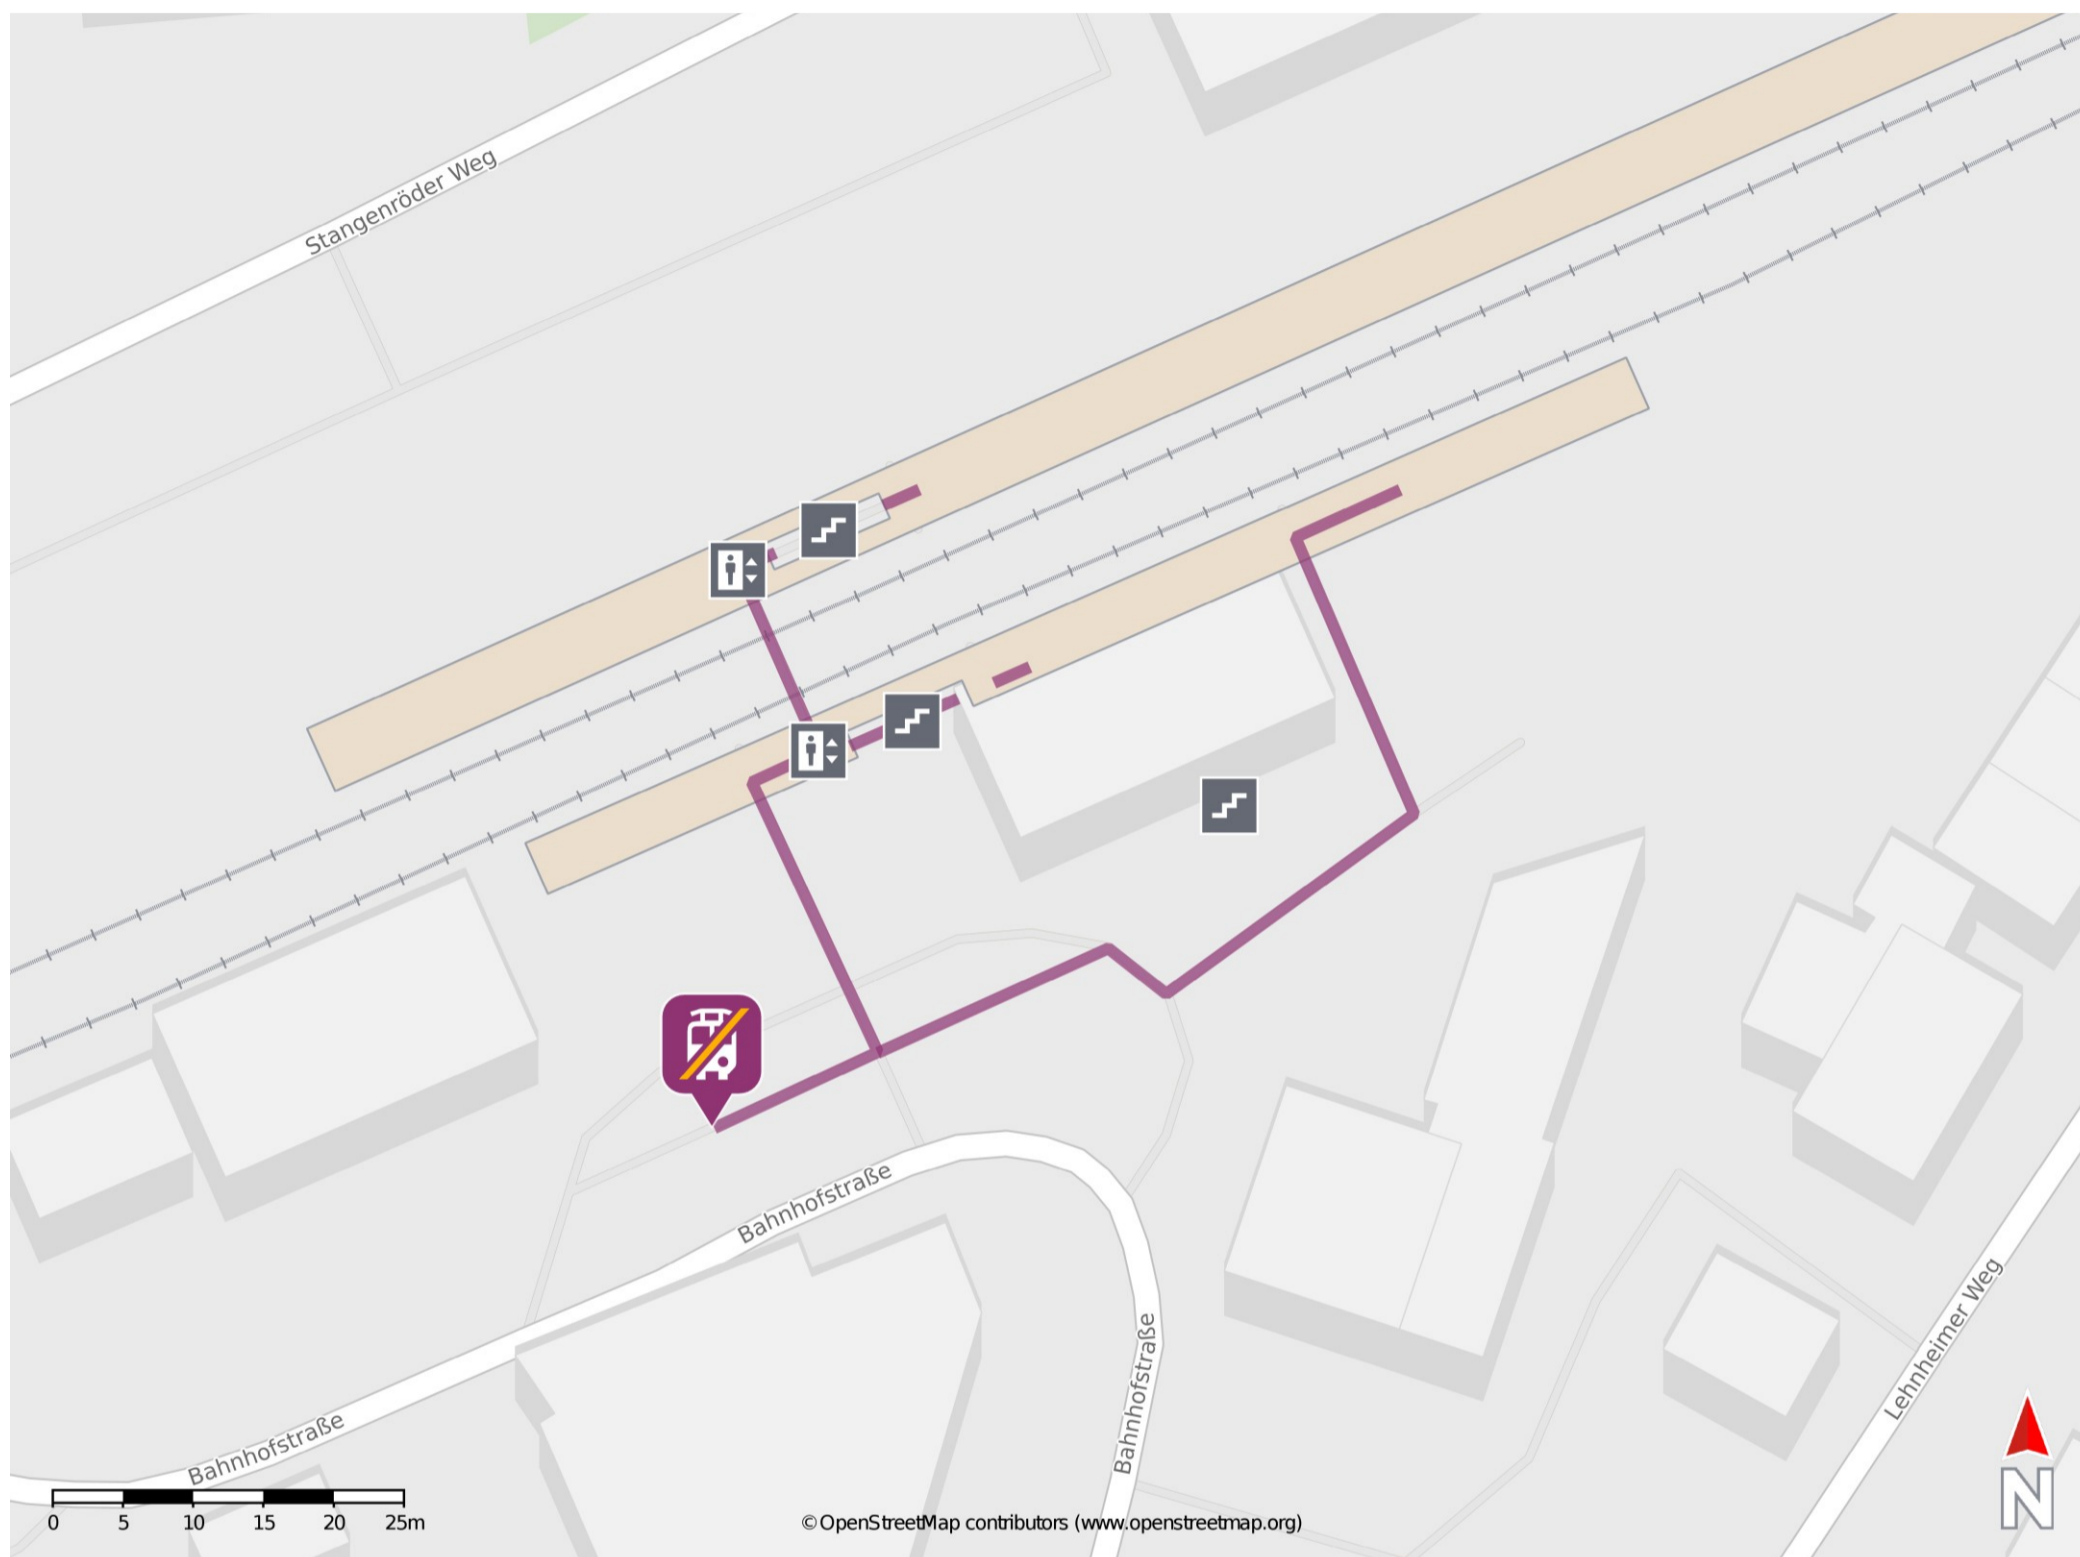 Stangenröder Weg
Bahnhofstraße
Bahnhofstraße
Lehnheimer Weg
Bahnhofstraße
0 5 10 15 20 25m
© OpenStreetMap contributors (www.openstreetmap.org)
N